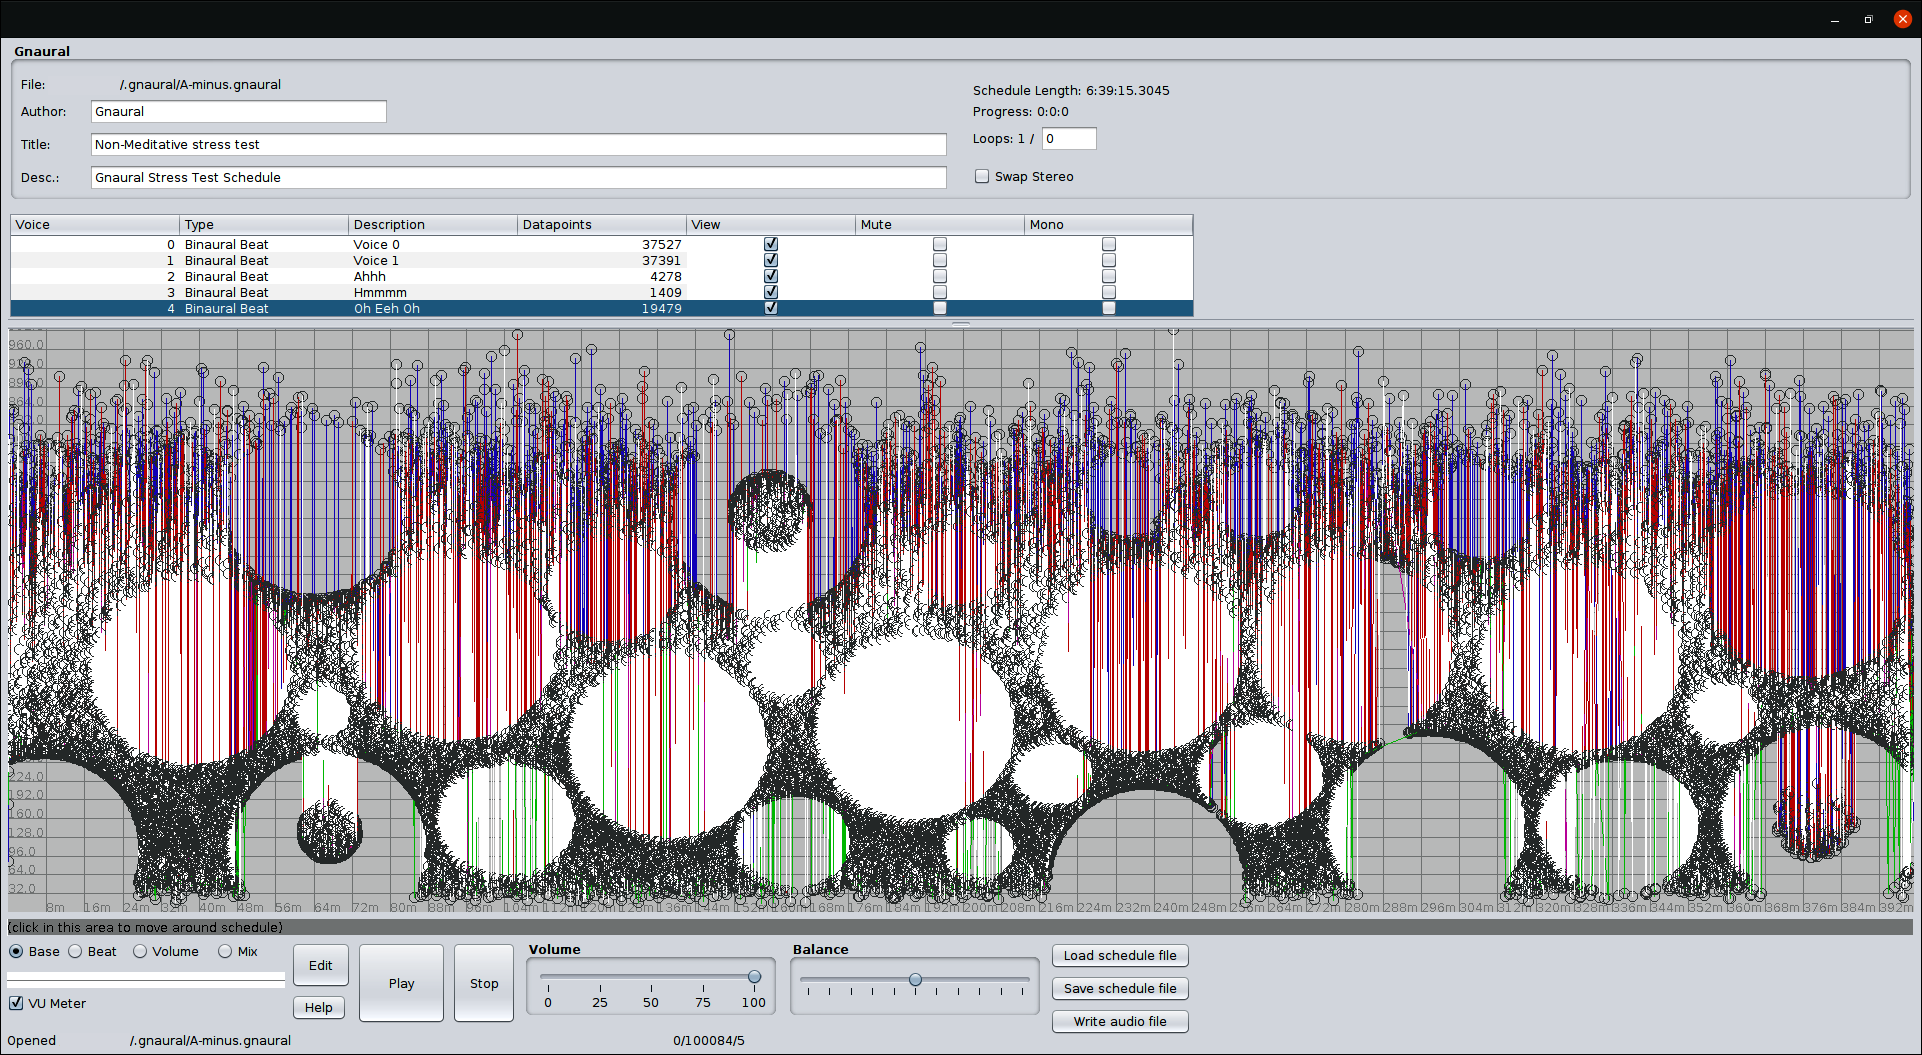 Gnaural
File: /.gnaural/A-minus.gnaural
Author: Gnaural
Title: Non-Meditative stress test
Desc.: Gnaural Stress Test Schedule
Schedule Length: 6:39:15.3045
Progress: 0:0:0
Loops: 1 / 0
Swap Stereo
Voice Type Description Datapoints View Mute Mono
0 Binaural Beat Voice 0 37527
1 Binaural Beat Voice 1 37391
2 Binaural Beat Ahhh 4278
3 Binaural Beat Hmmmm 1409
4 Binaural Beat Oh Eeh Oh 19479
960.0
224.0
192.0
160.0
128.0
96.0
64.0
32.0
8m 16m 24m 32m 40m 48m 56m 64m 72m 80m 88m 96m 104m 112m 120m 128m 136m 144m 152m 160m 168m 176m 184m 192m 200m 208m 216m 224m 232m 240m 248m 256m 264m 272m 280m 288m 296m 304m 312m 320m 328m 336m 344m 352m 360m 368m 376m 384m 392m
(click in this area to move around schedule)
Base Beat Volume Mix
VU Meter
Edit
Help
Play
Stop
Volume
0 25 50 75 100
Balance
Load schedule file
Save schedule file
Write audio file
Opened /.gnaural/A-minus.gnaural
0/100084/5